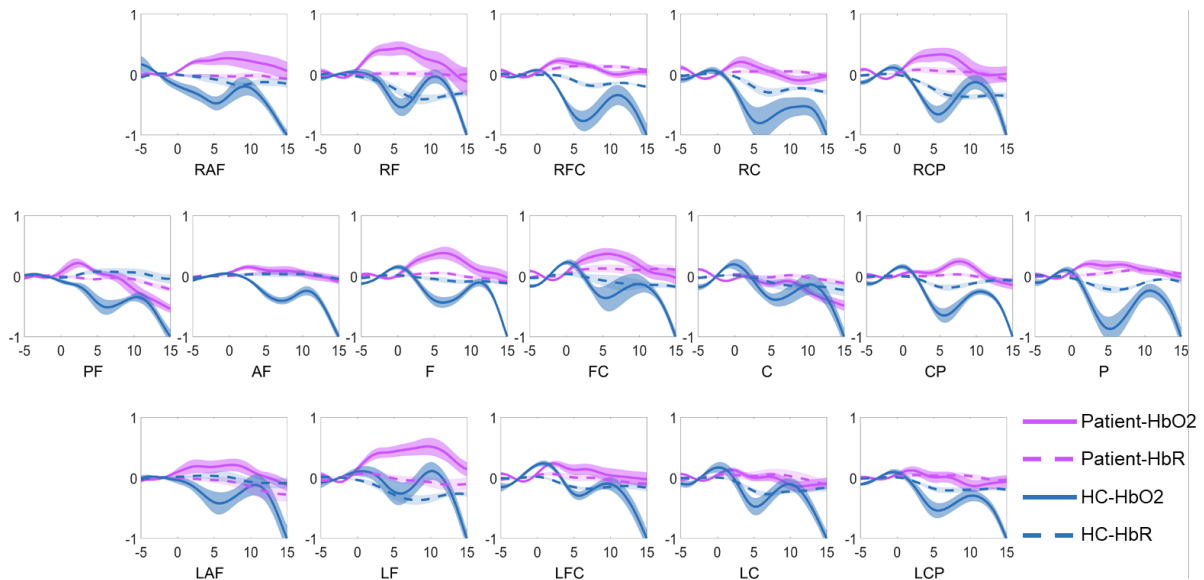 1 1 1 1 1
0 0 0 0 0
-1 -1 -1 -1 -1
-5 0 5 10 15 -5 0 5 10 15 -5 0 5 10 15 -5 0 5 10 15 -5 0 5 10 15
RAF RF RFC RC RCP
1 1 1 1 1 1 1
0 0 0 0 0 0 0
-1 -1 -1 -1 -1 -1 -1
-5 0 5 10 15 -5 0 5 10 15 -5 0 5 10 15 -5 0 5 10 15 -5 0 5 10 15 -5 0 5 10 15 -5 0 5 10 15
PF AF F FC C CP P
1 1 1 1 1
0 0 0 0 0
-1 -1 -1 -1 -1
-5 0 5 10 15 -5 0 5 10 15 -5 0 5 10 15 -5 0 5 10 15 -5 0 5 10 15
LAF LF LFC LC LCP
Patient-HbO2
Patient-HbR
HC-HbO2
HC-HbR